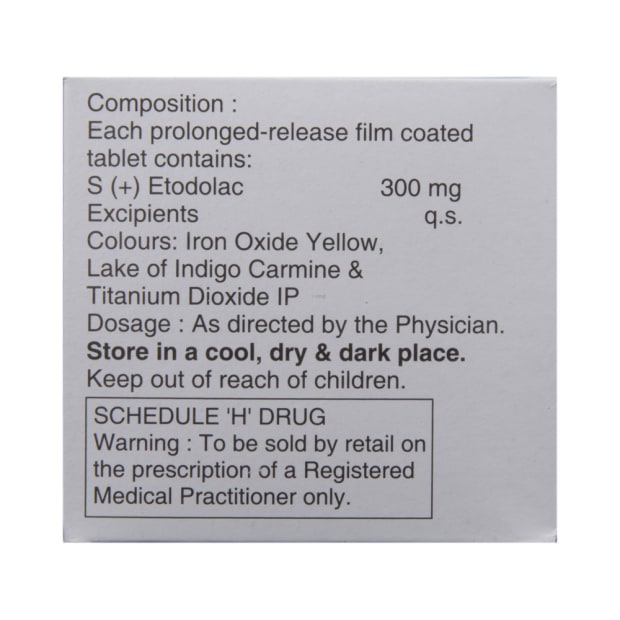 Composition :
Each prolonged-release film coated
tablet contains:
S (+) Etodolac 300 mg
Excipients q.s.
Colours: Iron Oxide Yellow,
Lake of Indigo Carmine &
Titanium Dioxide IP
Dosage : As directed by the Physician.
Store in a cool, dry & dark place.
Keep out of reach of children.
SCHEDULE 'H' DRUG
Warning : To be sold by retail on
the prescription of a Registered
Medical Practitioner only.